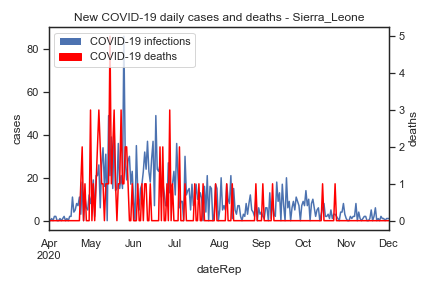 New COVID-19 daily cases and deaths - Sierra_Leone
COVID-19 infections
COVID-19 deaths
cases
80
60
40
20
0
deaths
5
4
3
2
1
0
Apr May Jun Jul Aug Sep Oct Nov Dec
2020
dateRep